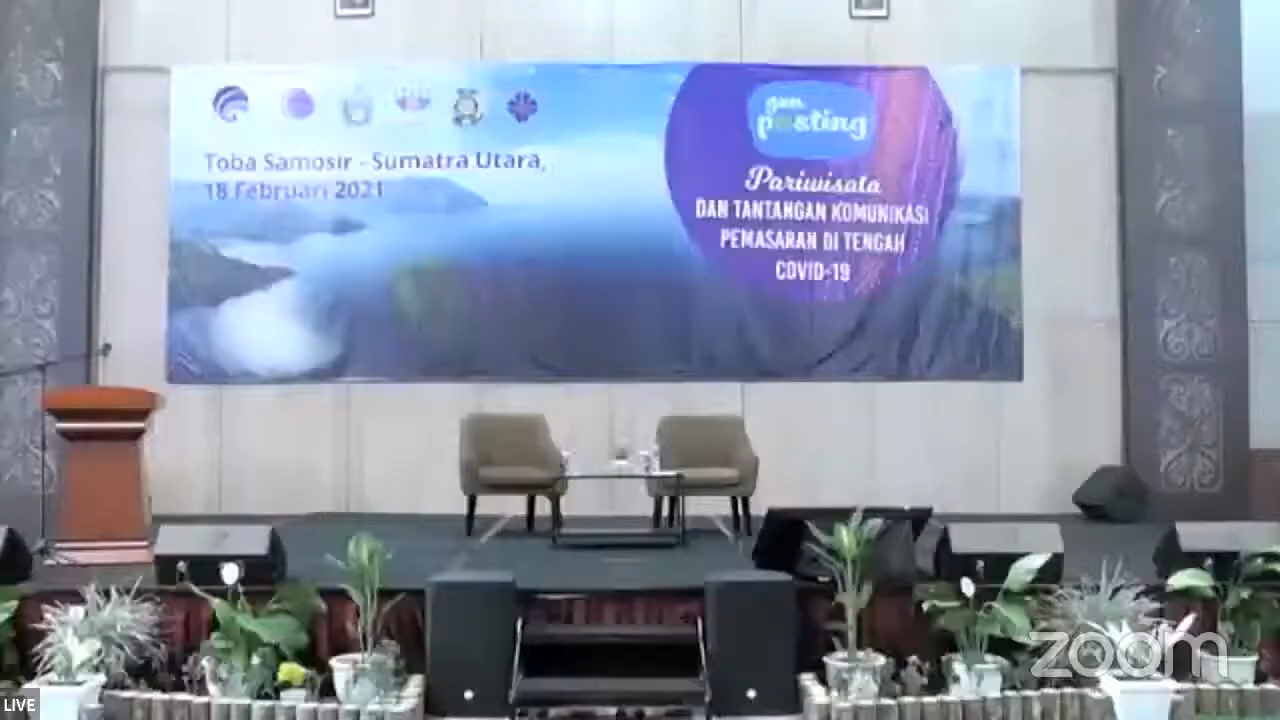 Toba Samosir - Sumatra Utara,
18 Februari 2021
gen
posting
Pariwisata
DAN TANTANGAN KOMUNIKASI
PEMASARAN DI TENGAH
COVID-19
zoom
LIVE